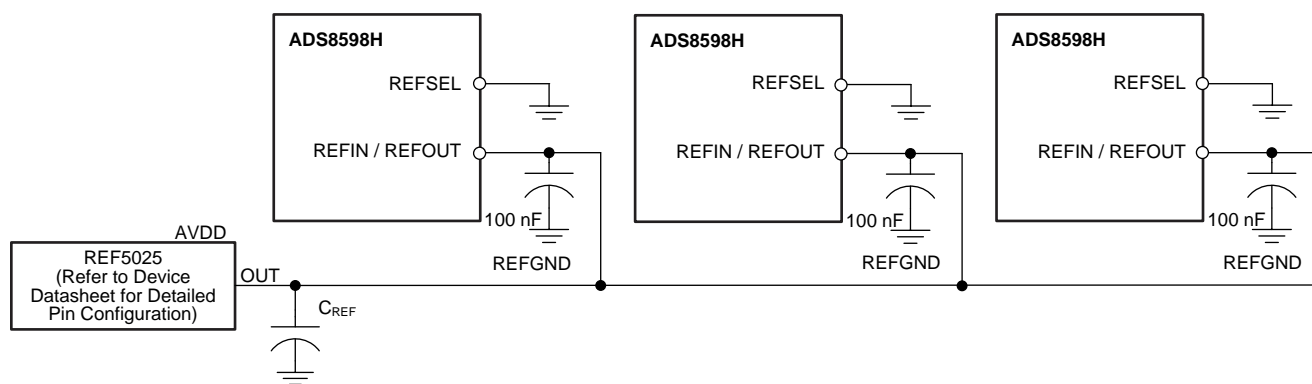 ADS8598H
REFSEL
REFIN / REFOUT
100 nF
REFGND
ADS8598H
REFSEL
REFIN / REFOUT
100 nF
REFGND
ADS8598H
REFSEL
REFIN / REFOUT
100 nF
REFGND
AVDD
REF5025
(Refer to Device
Datasheet for Detailed
Pin Configuration)
OUT
CREF